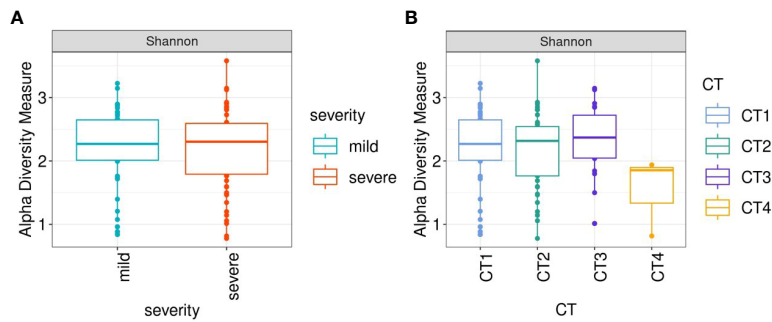 A
Shannon
Alpha Diversity Measure
3
2
1
mild
severe
severity
severity
mild
severe
B
Shannon
Alpha Diversity Measure
3
2
1
CT1
CT2
CT3
CT4
CT
CT
CT1
CT2
CT3
CT4